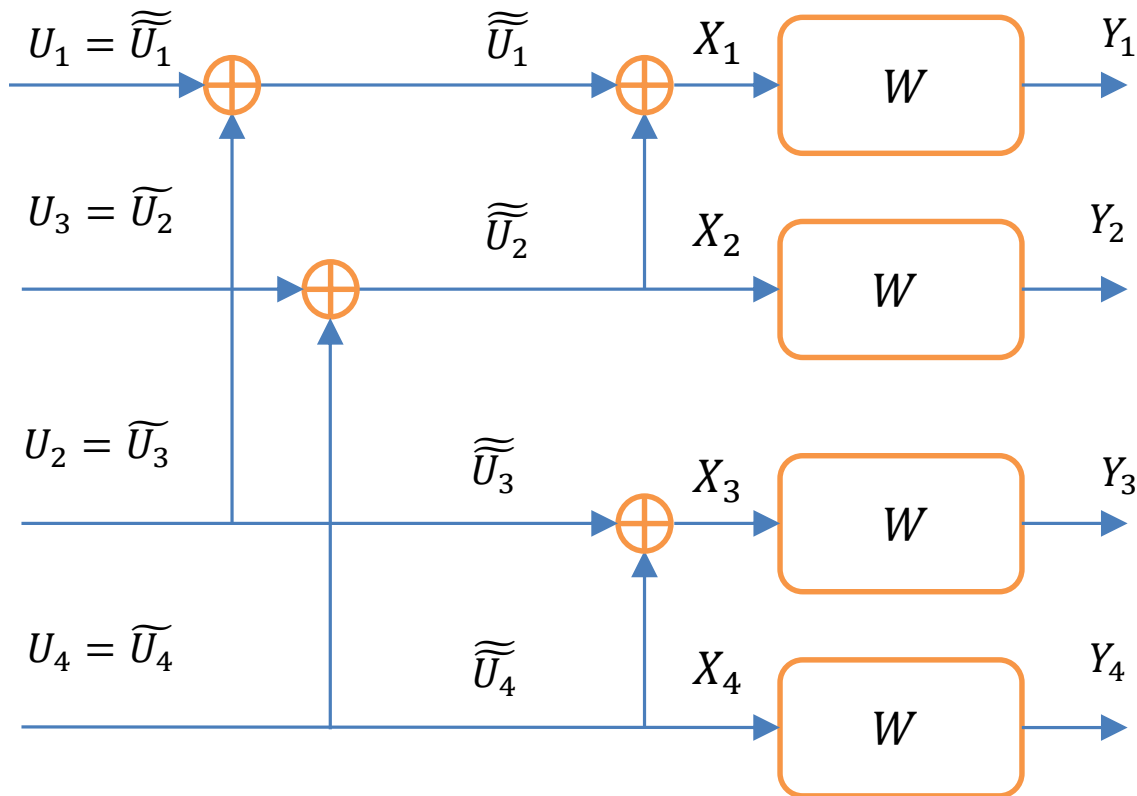 U₁ = Ũ̃₁ Ũ̃₁ X₁ W Y₁
U₃ = Ũ₂ Ũ̃₂ X₂ W Y₂
U₂ = Ũ₃ Ũ̃₃ X₃ W Y₃
U₄ = Ũ₄ Ũ̃₄ X₄ W Y₄